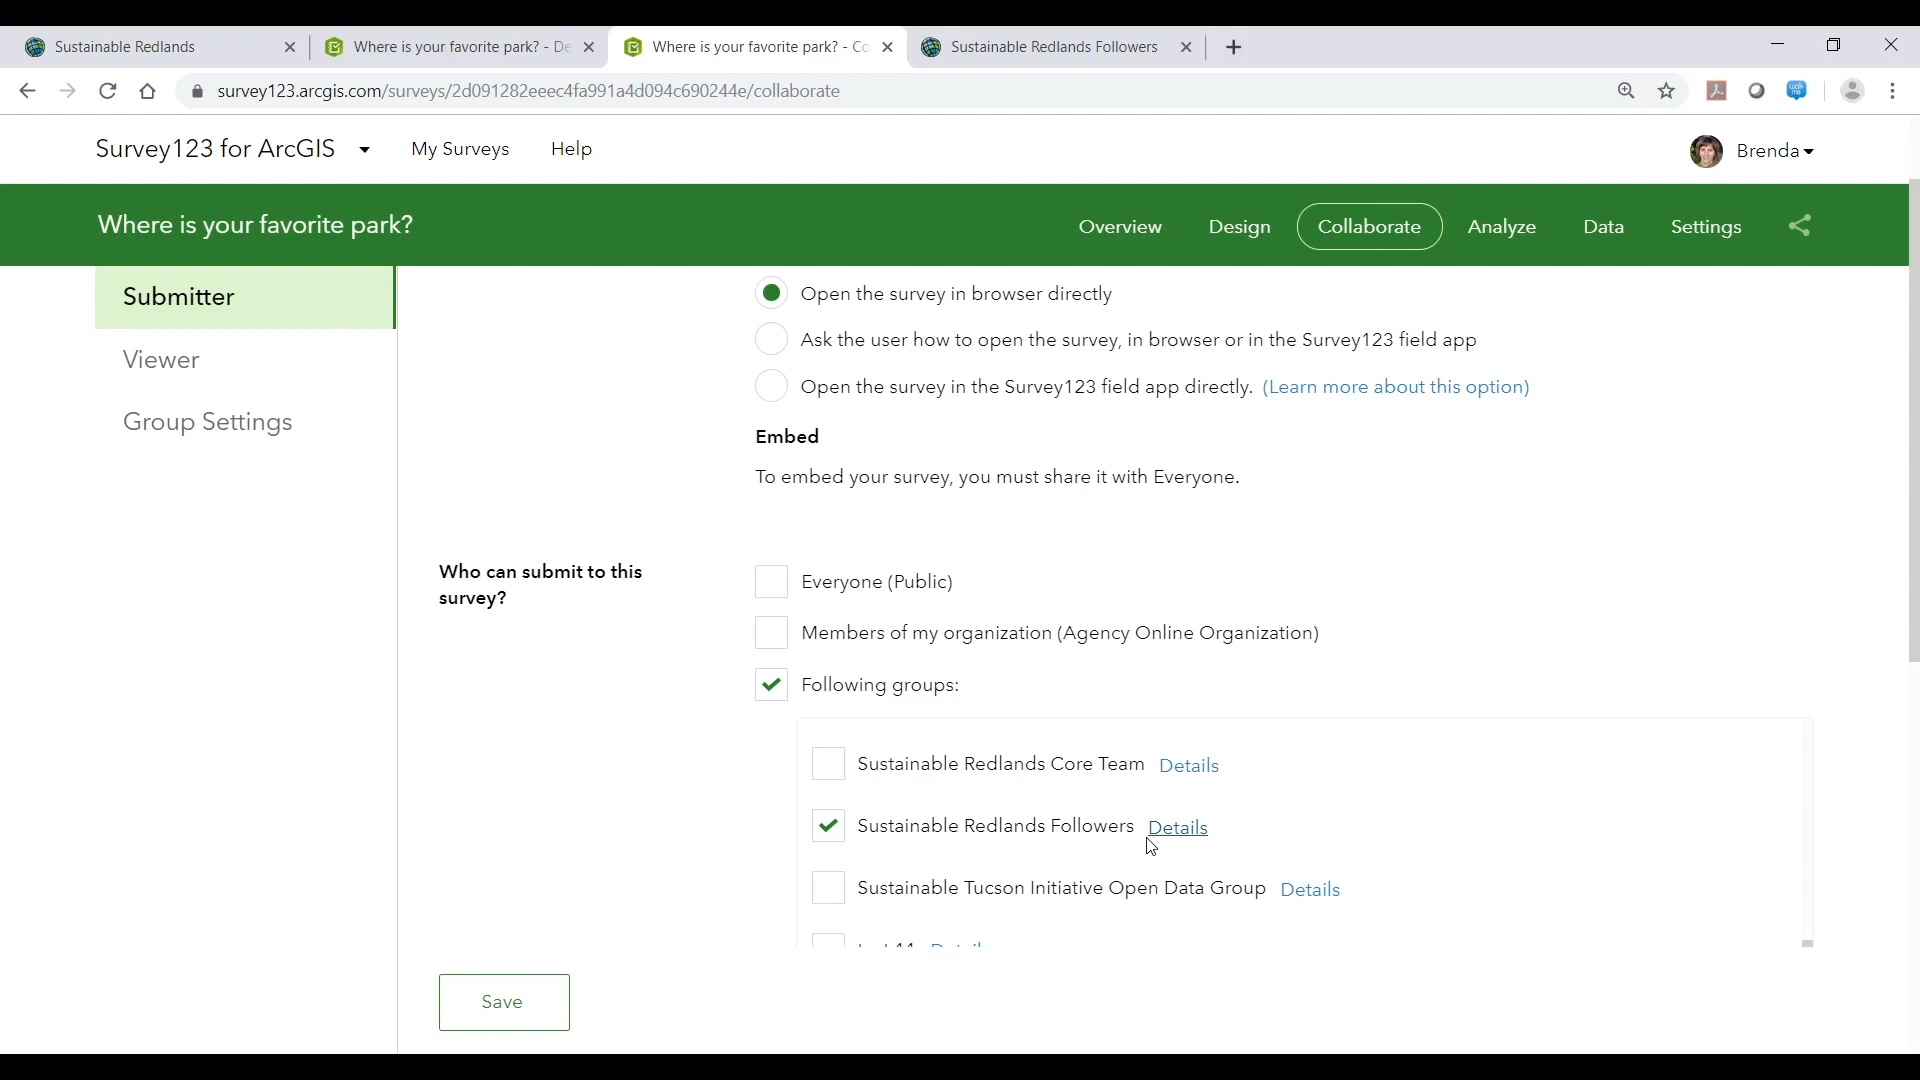 Sustainable Redlands
Where is your favorite park? - De
Where is your favorite park? - Co
Sustainable Redlands Followers
survey123.arcgis.com/surveys/2d091282eeec4fa991a4d094c690244e/collaborate
Survey123 for ArcGIS
My Surveys
Help
Brenda
Where is your favorite park?
Overview
Design
Collaborate
Analyze
Data
Settings
Submitter
Viewer
Group Settings
Open the survey in browser directly
Ask the user how to open the survey, in browser or in the Survey123 field app
Open the survey in the Survey123 field app directly. (Learn more about this option)
Embed
To embed your survey, you must share it with Everyone.
Who can submit to this
survey?
Everyone (Public)
Members of my organization (Agency Online Organization)
Following groups:
Sustainable Redlands Core Team Details
Sustainable Redlands Followers Details
Sustainable Tucson Initiative Open Data Group Details
Save